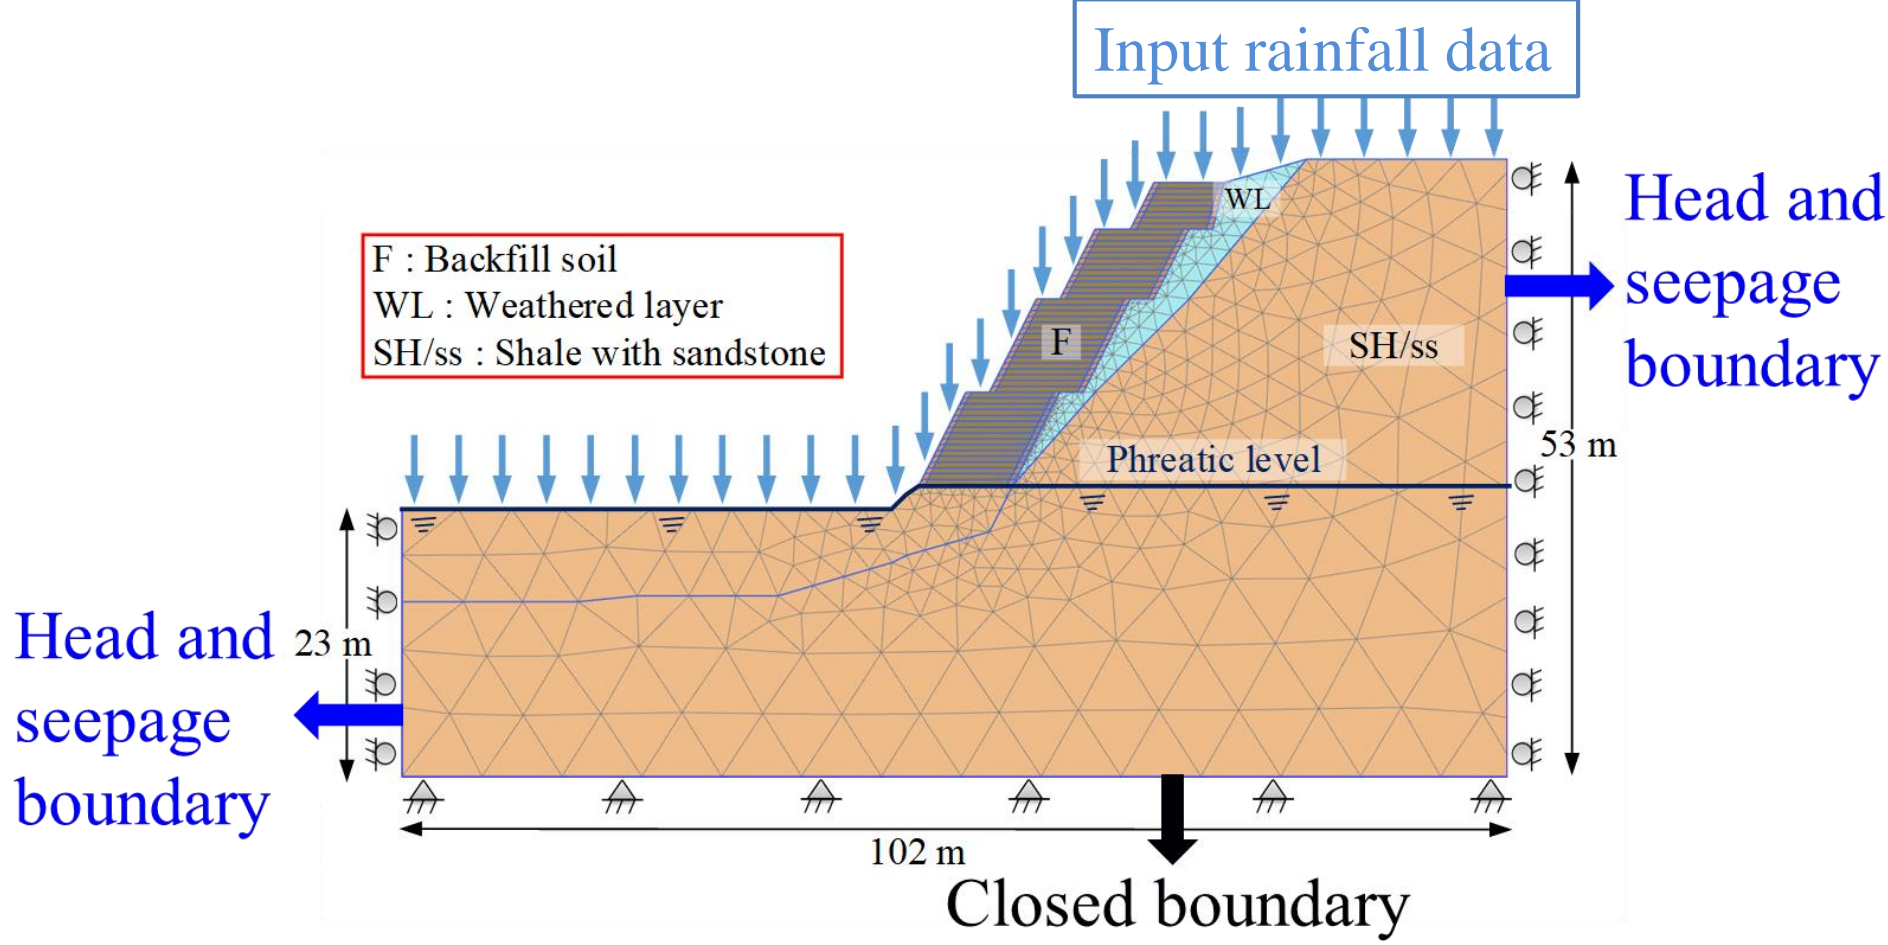 Input rainfall data
F : Backfill soil
WL : Weathered layer
SH/ss : Shale with sandstone
WL
F
SH/ss
Phreatic level
Head and
seepage
boundary
53 m
Head and
seepage
boundary
23 m
102 m
Closed boundary